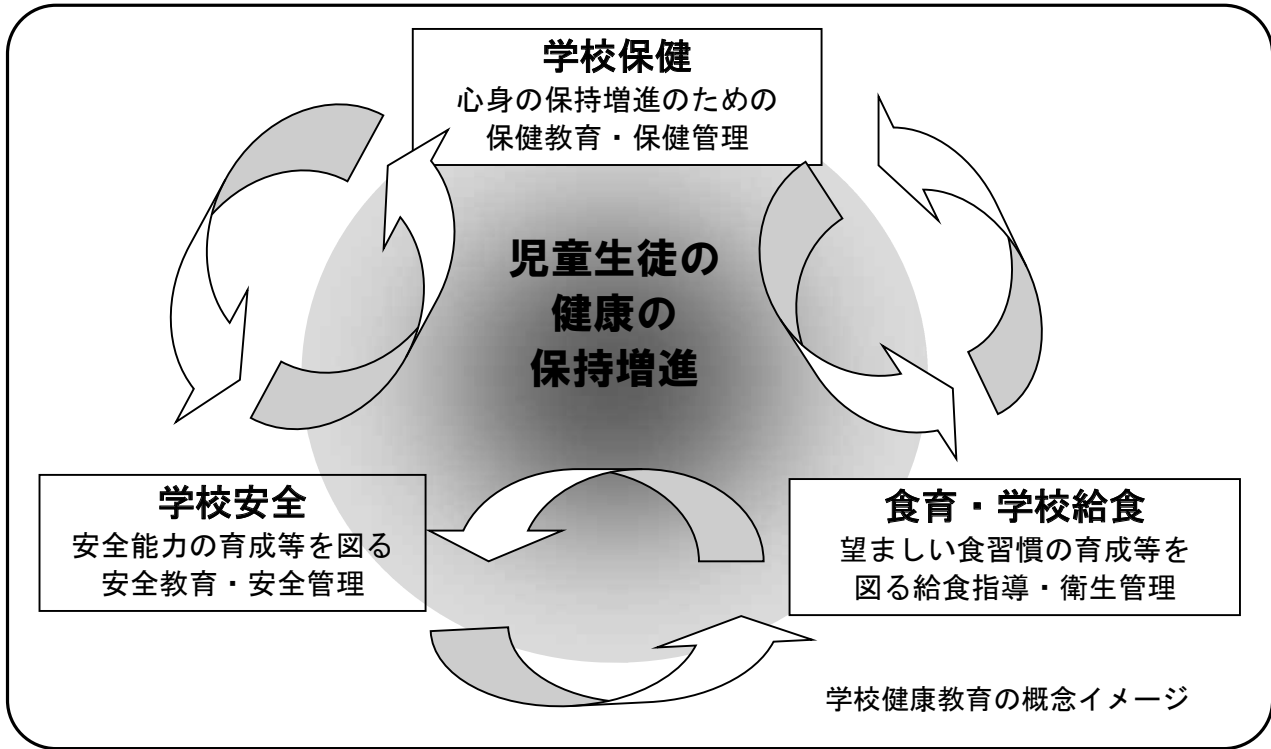 学校保健
心身の保持増進のための
保健教育・保健管理
児童生徒の
健康の
保持増進
学校安全
安全能力の育成等を図る
安全教育・安全管理
食育・学校給食
望ましい食習慣の育成等を
図る給食指導・衛生管理
学校健康教育の概念イメージ